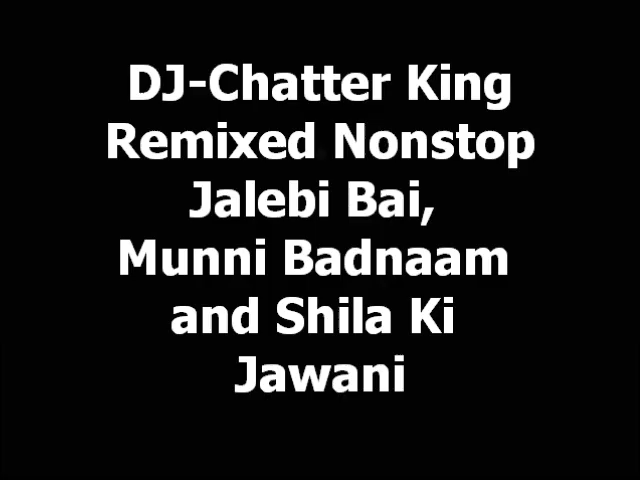 DJ-Chatter King
Remixed Nonstop
Jalebi Bai,
Munni Badnaam
and Shila Ki
Jawani